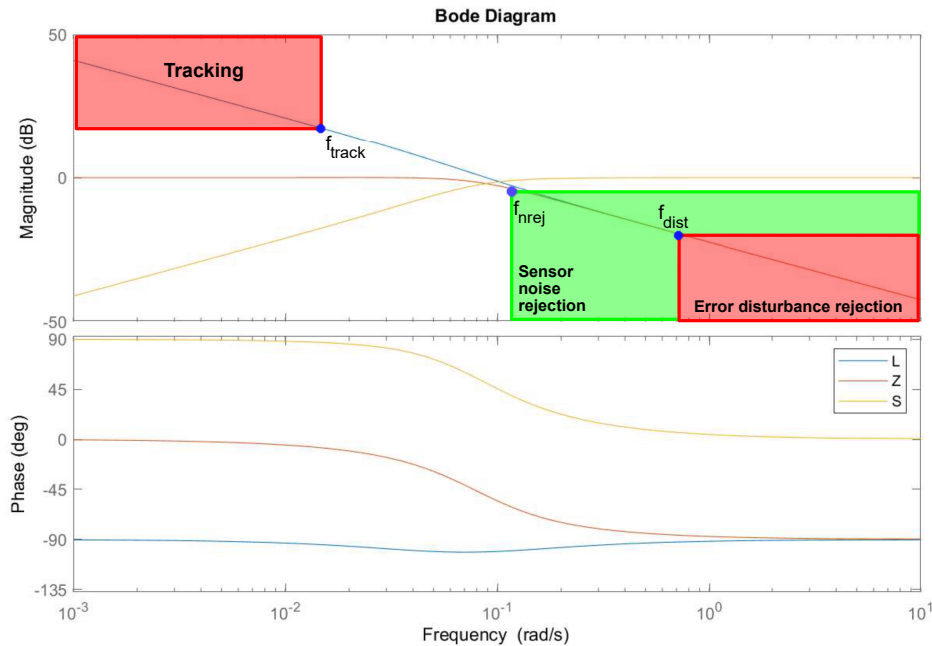 Bode Diagram
50
Tracking
f_track
Magnitude (dB)
0
f_nrej
f_dist
Sensor
noise
rejection
Error disturbance rejection
-50
90
L
Z
S
45
Phase (deg)
0
-45
-90
-135
10^-3
10^-2
10^-1
10^0
10^1
Frequency (rad/s)